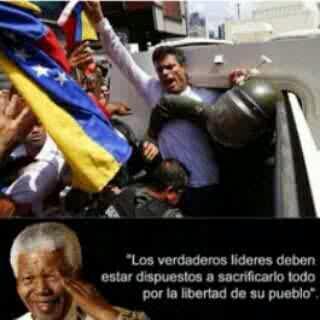 "Los verdaderos líderes deben
estar dispuestos a sacrificarlo todo
por la libertad de su pueblo".